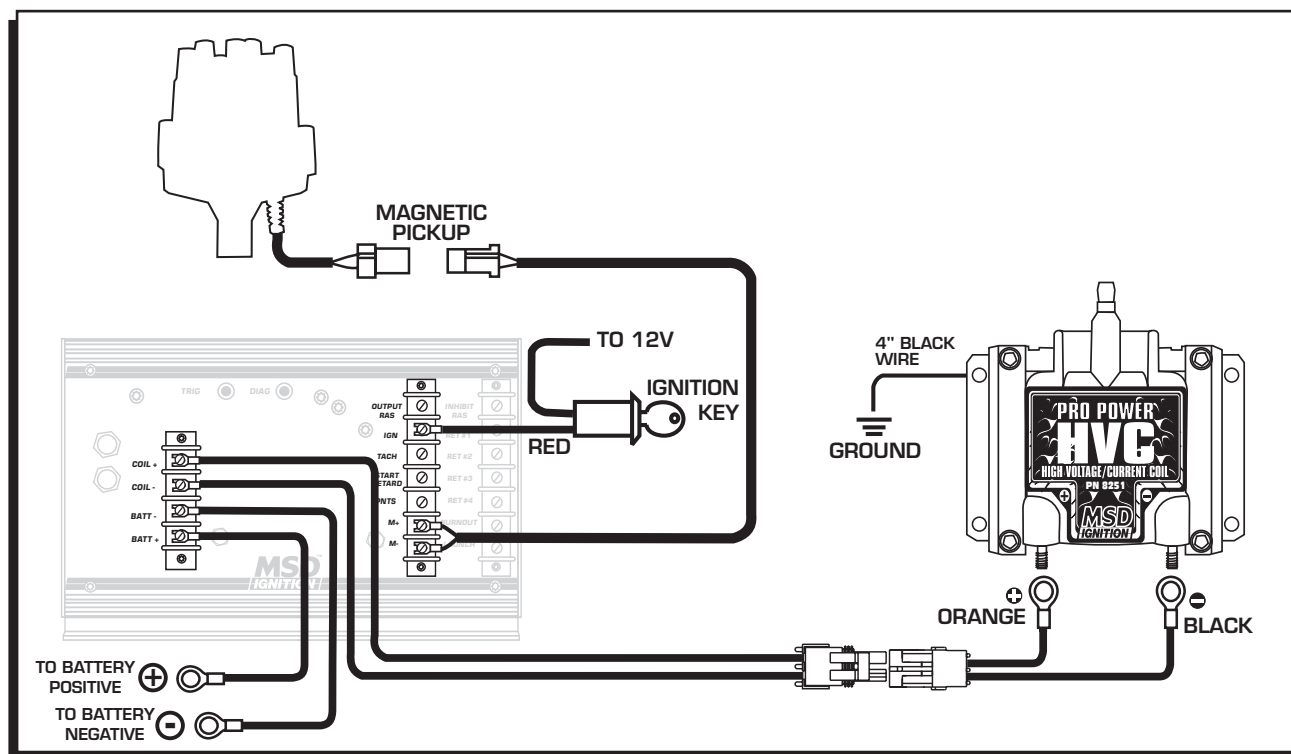 MAGNETIC
PICKUP
TO 12V
IGNITION
KEY
RED
4" BLACK
WIRE
GROUND
PRO POWER
HVC
HIGH VOLTAGE/CURRENT COIL
PN 8251
+
-
MSD
IGNITION
TRIG
DIAG
OUTPUT
RAS
IGN
TACH
START
RETARD
PNTS
M+
M-
INHIBIT
RAS
RET #1
RET #2
RET #3
RET #4
BURNOUT
COIL +
COIL -
BATT -
BATT +
MSD™
IGNITION
+
ORANGE
-
BLACK
TO BATTERY
POSITIVE
+
TO BATTERY
NEGATIVE
-